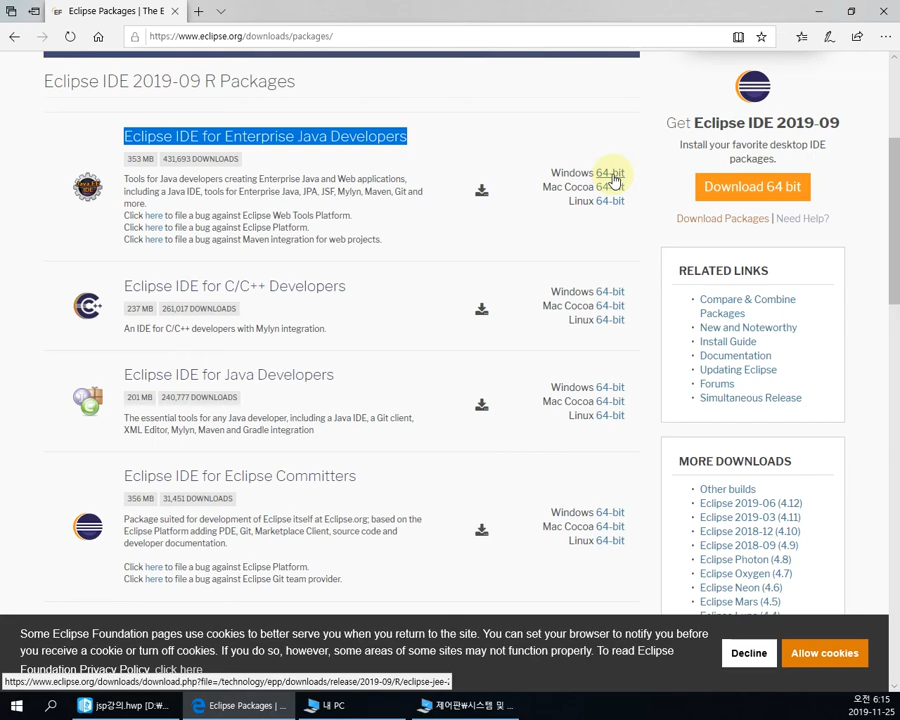 Eclipse Packages | The E
https://www.eclipse.org/downloads/packages/
Eclipse IDE 2019-09 R Packages
Eclipse IDE for Enterprise Java Developers
353 MB
431,693 DOWNLOADS
Tools for Java developers creating Enterprise Java and Web applications,
including a Java IDE, tools for Enterprise Java, JPA, JSF, Mylyn, Maven, Git and
more.
Click here to file a bug against Eclipse Web Tools Platform.
Click here to file a bug against Eclipse Platform.
Click here to file a bug against Maven integration for web projects.
Windows 64-bit
Mac Cocoa 64-bit
Linux 64-bit
Eclipse IDE for C/C++ Developers
237 MB
261,017 DOWNLOADS
An IDE for C/C++ developers with Mylyn integration.
Windows 64-bit
Mac Cocoa 64-bit
Linux 64-bit
Eclipse IDE for Java Developers
201 MB
240,777 DOWNLOADS
The essential tools for any Java developer, including a Java IDE, a Git client,
XML Editor, Mylyn, Maven and Gradle integration
Windows 64-bit
Mac Cocoa 64-bit
Linux 64-bit
Eclipse IDE for Eclipse Committers
356 MB
31,451 DOWNLOADS
Package suited for development of Eclipse itself at Eclipse.org; based on the
Eclipse Platform adding PDE, Git, Marketplace Client, source code and
developer documentation.
Click here to file a bug against Eclipse Platform.
Click here to file a bug against Eclipse Git team provider.
Windows 64-bit
Mac Cocoa 64-bit
Linux 64-bit
Get Eclipse IDE 2019-09
Install your favorite desktop IDE
packages.
Download 64 bit
Download Packages | Need Help?
RELATED LINKS
Compare & Combine
Packages
New and Noteworthy
Install Guide
Documentation
Updating Eclipse
Forums
Simultaneous Release
MORE DOWNLOADS
Other builds
Eclipse 2019-06 (4.12)
Eclipse 2019-03 (4.11)
Eclipse 2018-12 (4.10)
Eclipse 2018-09 (4.9)
Eclipse Photon (4.8)
Eclipse Oxygen (4.7)
Eclipse Neon (4.6)
Eclipse Mars (4.5)
Some Eclipse Foundation pages use cookies to better serve you when you return to the site. You can set your browser to notify you before
you receive a cookie or turn off cookies. If you do so, however, some areas of some sites may not function properly. To read Eclipse
Foundation Privacy Policy click here
Decline
Allow cookies
https://www.eclipse.org/downloads/download.php?file=/technology/epp/downloads/release/2019-09/R/eclipse-jee-2
jsp강의.hwp [D:₩...
Eclipse Packages | ...
내 PC
제어판₩시스템 및 ...
오전 6:15
2019-11-25